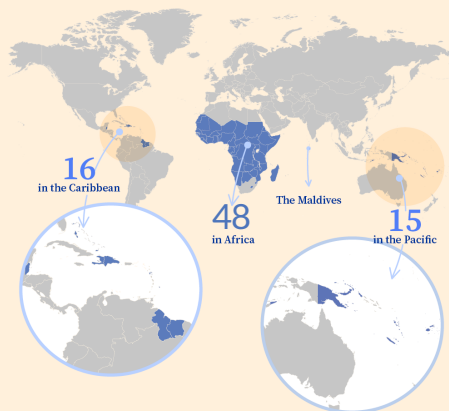 16
in the Caribbean
48
in Africa
The Maldives
15
in the Pacific